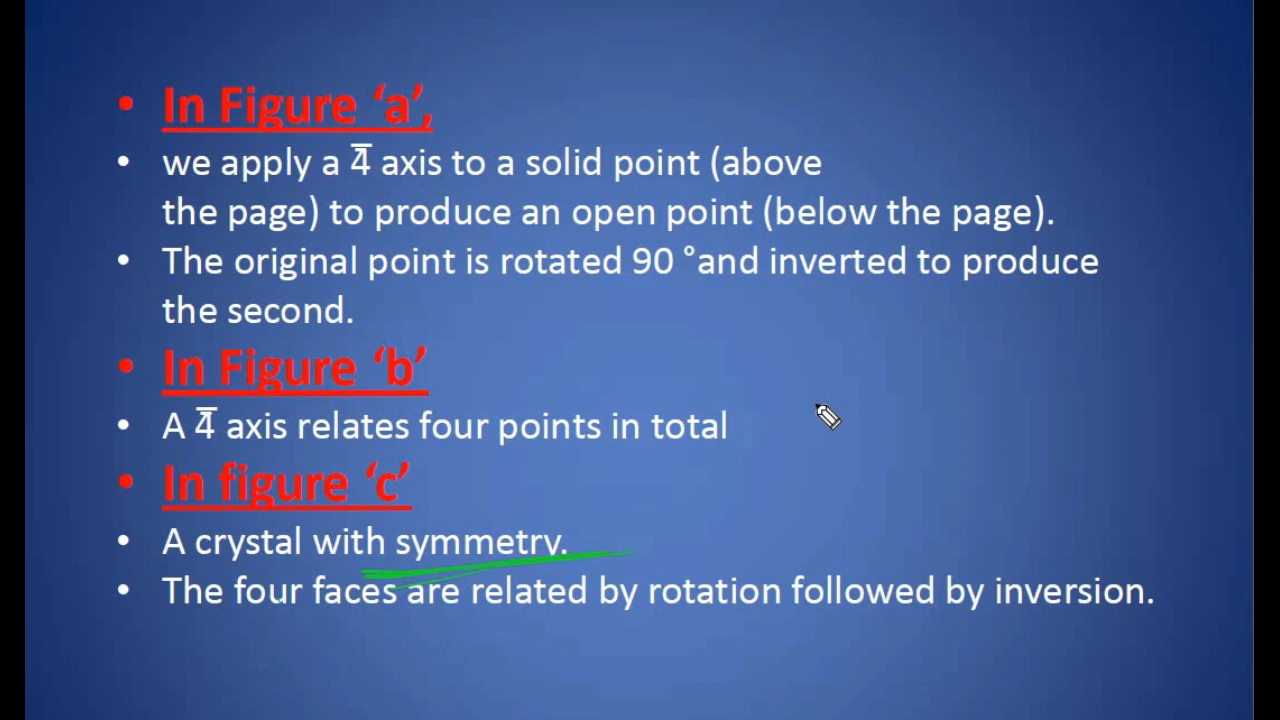 • In Figure ‘a’,
• we apply a 4̅ axis to a solid point (above
the page) to produce an open point (below the page).
• The original point is rotated 90 °and inverted to produce
the second.
• In Figure ‘b’
• A 4̅ axis relates four points in total
• In figure ‘c’
• A crystal with symmetry.
• The four faces are related by rotation followed by inversion.